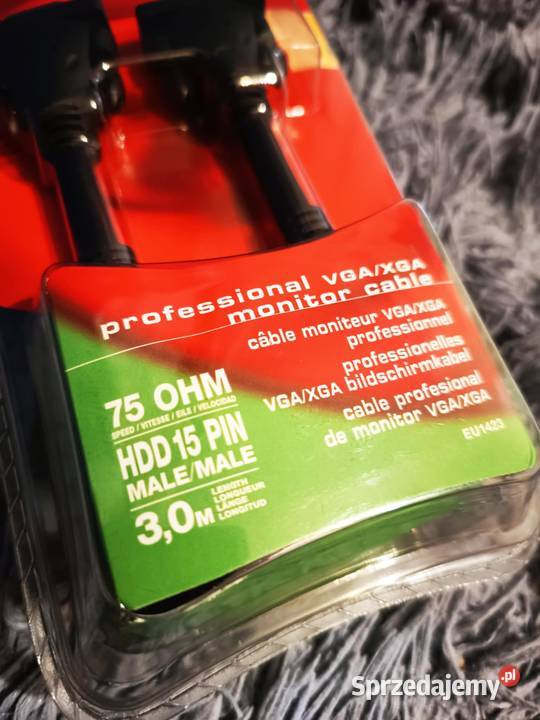 professional VGA/XGA
monitor cable
câble moniteur VGA/XGA
professionnel
professionelles
VGA/XGA bildschirmkabel
cable profesional
de monitor VGA/XGA
EU1423
75 OHM
SPEED / VITESSE / EILE / VELOCIDAD
HDD 15 PIN
MALE/MALE
3,0M
LENGTH
LONGUEUR
LÄNGE
LONGITUD
Sprzedajemy.pl